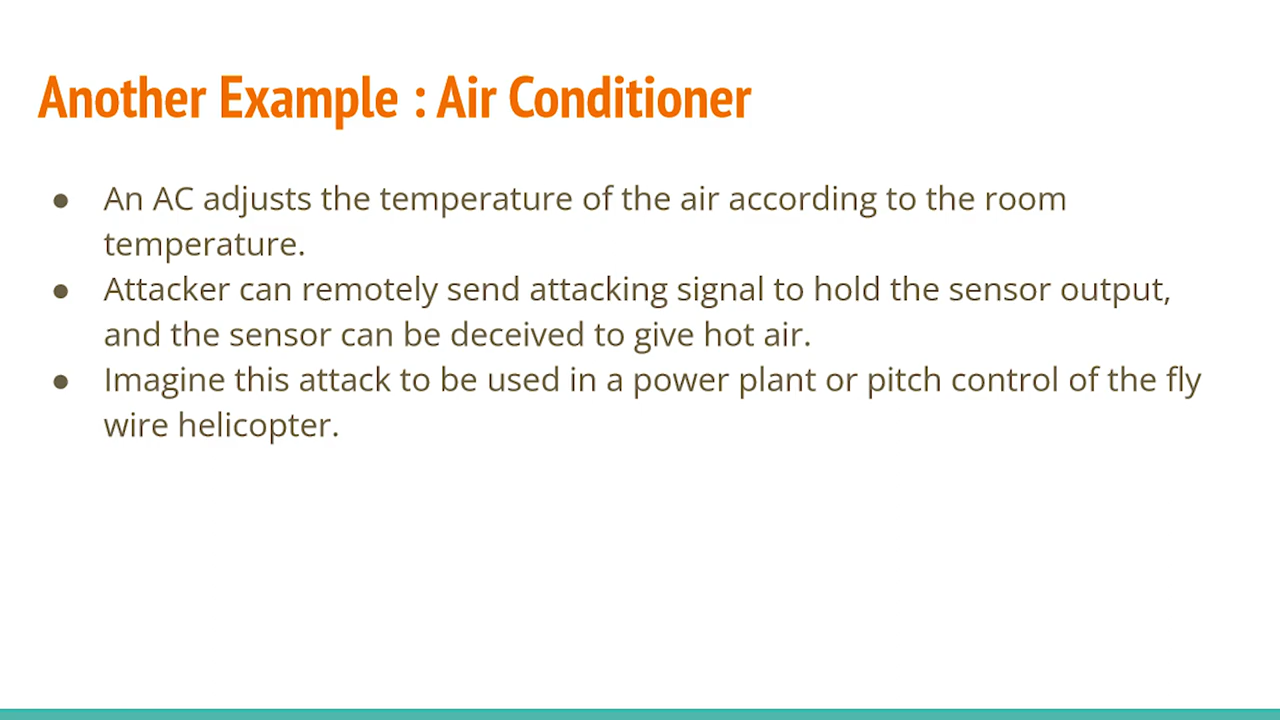 Another Example : Air Conditioner
● An AC adjusts the temperature of the air according to the room
temperature.
● Attacker can remotely send attacking signal to hold the sensor output,
and the sensor can be deceived to give hot air.
● Imagine this attack to be used in a power plant or pitch control of the fly
wire helicopter.